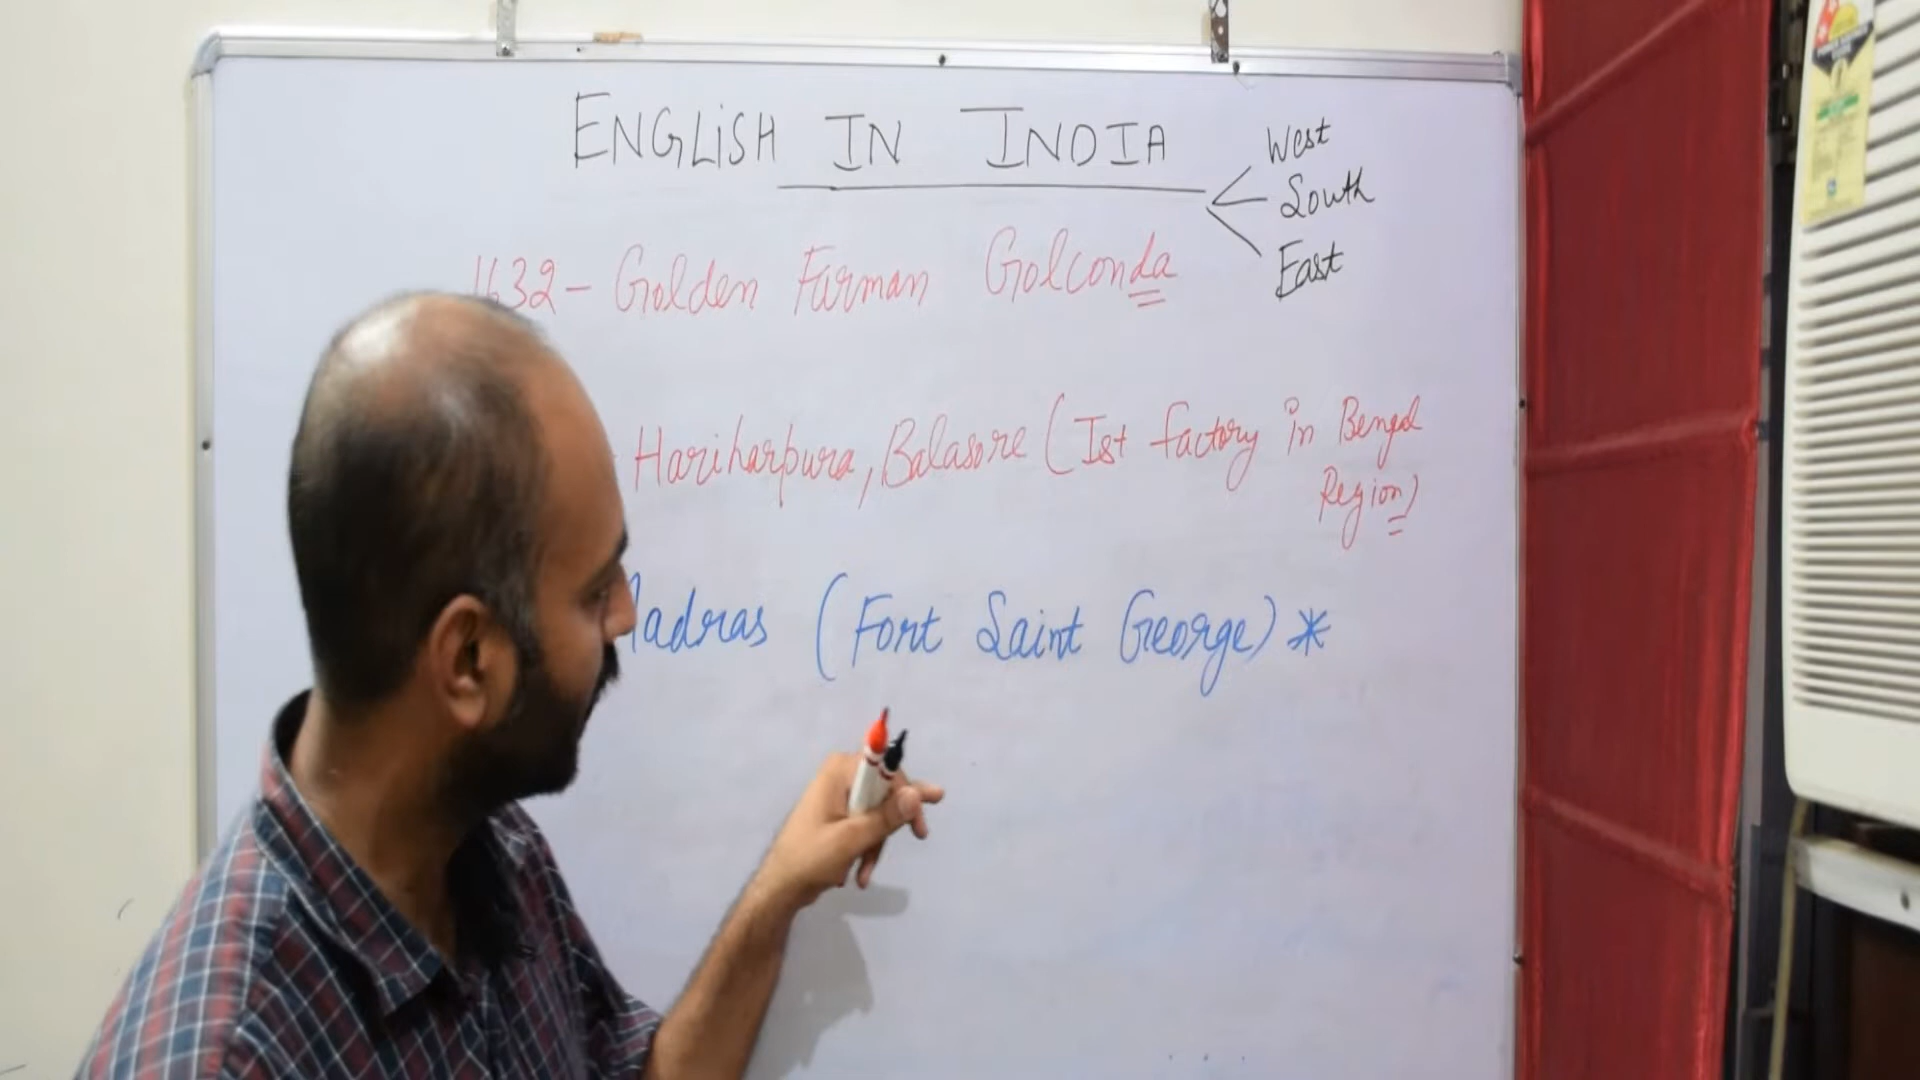 ENGLISH IN INDIA
West
South
East
1632 - Golden Farman Golconda
Hariharpura, Balasore (Ist factory in Bengal
Region)
Madras (Fort Saint George) *